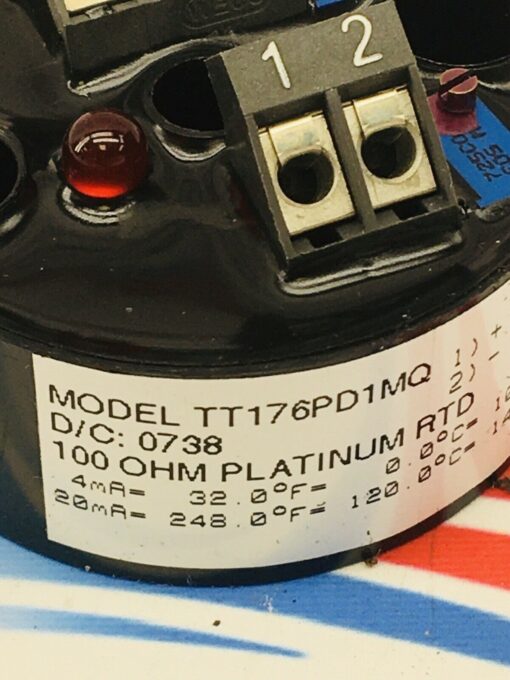 1 2
MODEL TT176PD1MQ 1) +
D/C: 0738 2) -
100 OHM PLATINUM RTD
4mA= 32.0°F= 0.0°C=
20mA= 248.0°F= 120.0°C=